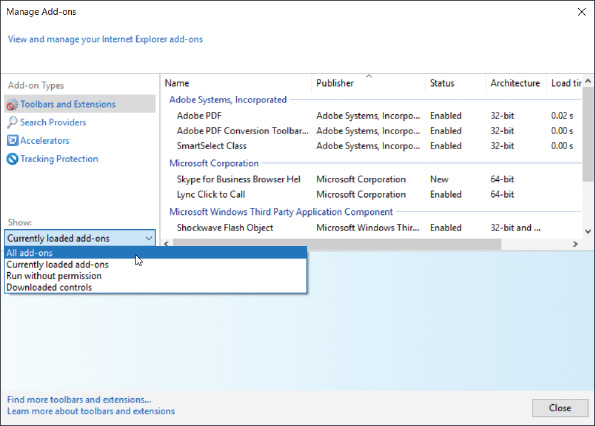 Manage Add-ons
View and manage your Internet Explorer add-ons
Add-on Types
Toolbars and Extensions
Search Providers
Accelerators
Tracking Protection
Show:
Currently loaded add-ons
All add-ons
Currently loaded add-ons
Run without permission
Downloaded controls
Name Publisher Status Architecture Load tin
Adobe Systems, Incorporated
Adobe PDF Adobe Systems, Incorpo... Enabled 32-bit 0.02 s
Adobe PDF Conversion Toolbar... Adobe Systems, Incorpo... Enabled 32-bit 0.00 s
SmartSelect Class Adobe Systems, Incorpo... Enabled 32-bit 0.00 s
Microsoft Corporation
Skype for Business Browser Hel Microsoft Corporation New 64-bit
Lync Click to Call Microsoft Corporation Enabled 64-bit
Microsoft Windows Third Party Application Component
Shockwave Flash Object Microsoft Windows Thir... Enabled 32-bit and ...
Find more toolbars and extensions...
Learn more about toolbars and extensions
Close